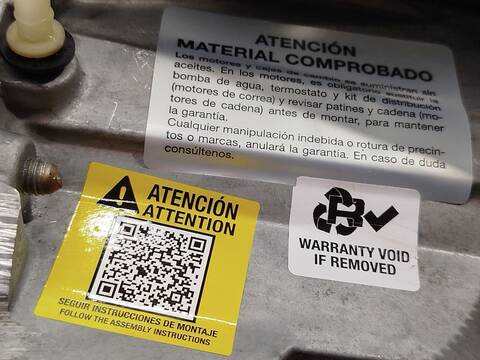 ATENCIÓN
MATERIAL COMPROBADO
Los motores y cajas de cambio se suministran sin
aceites. En los motores, es obligatorio sustituir la
bomba de agua, termostato y kit de distribución
(motores de correa) y revisar patines y cadena (mo-
tores de cadena) antes de montar, para mantener
la garantía.
Cualquier manipulación indebida o rotura de precin-
tos o marcas, anulará la garantía. En caso de duda
consúltenos.
ATENCIÓN
ATTENTION
SEGUIR INSTRUCCIONES DE MONTAJE
FOLLOW THE ASSEMBLY INSTRUCTIONS
WARRANTY VOID
IF REMOVED